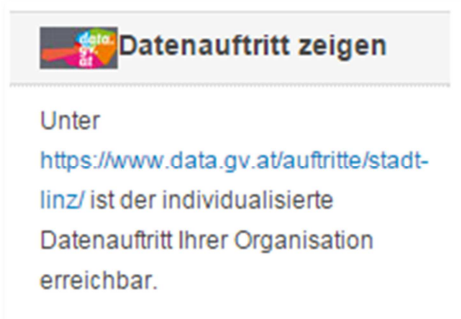 data.
gv.
at
Datenauftritt zeigen
Unter
https://www.data.gv.at/auftritte/stadt-
linz/ ist der individualisierte
Datenauftritt Ihrer Organisation
erreichbar.